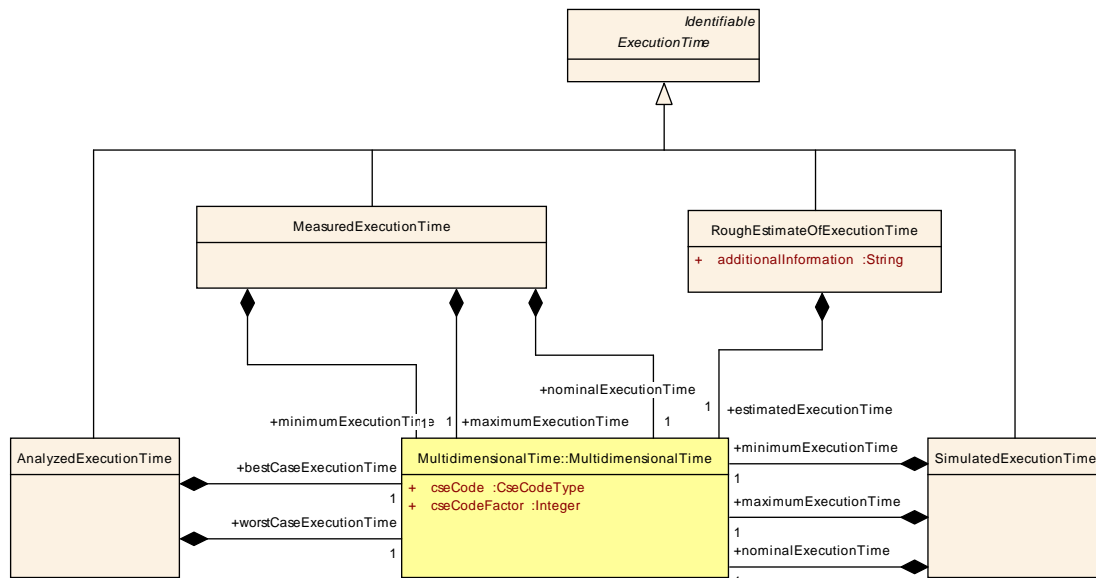 Identifiable
ExecutionTime
MeasuredExecutionTime
RoughEstimateOfExecutionTime
+ additionalInformation :String
+nominalExecutionTime
1
+minimumExecutionTime
1
1
+maximumExecutionTime
1
+estimatedExecutionTime
AnalyzedExecutionTime
+bestCaseExecutionTime
1
+worstCaseExecutionTime
1
MultidimensionalTime::MultidimensionalTime
+ cseCode :CseCodeType
+ cseCodeFactor :Integer
+minimumExecutionTime
1
+maximumExecutionTime
1
+nominalExecutionTime
SimulatedExecutionTime